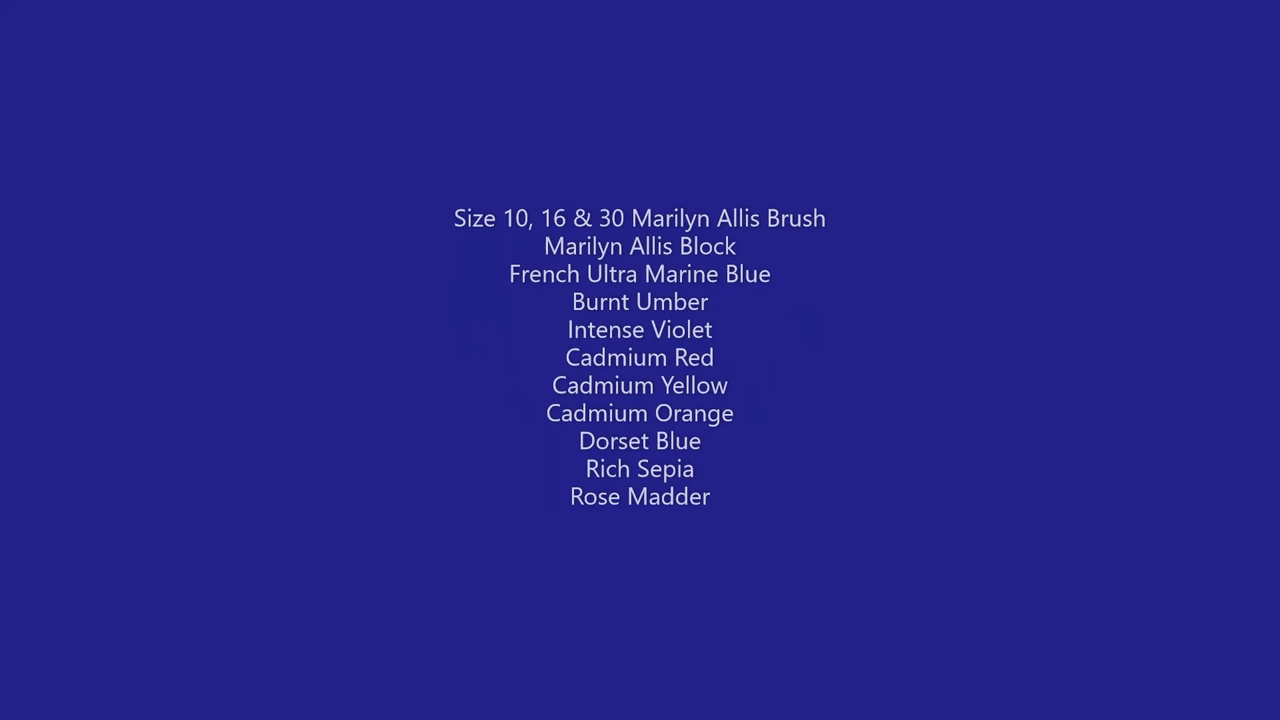 Size 10, 16 & 30 Marilyn Allis Brush
Marilyn Allis Block
French Ultra Marine Blue
Burnt Umber
Intense Violet
Cadmium Red
Cadmium Yellow
Cadmium Orange
Dorset Blue
Rich Sepia
Rose Madder